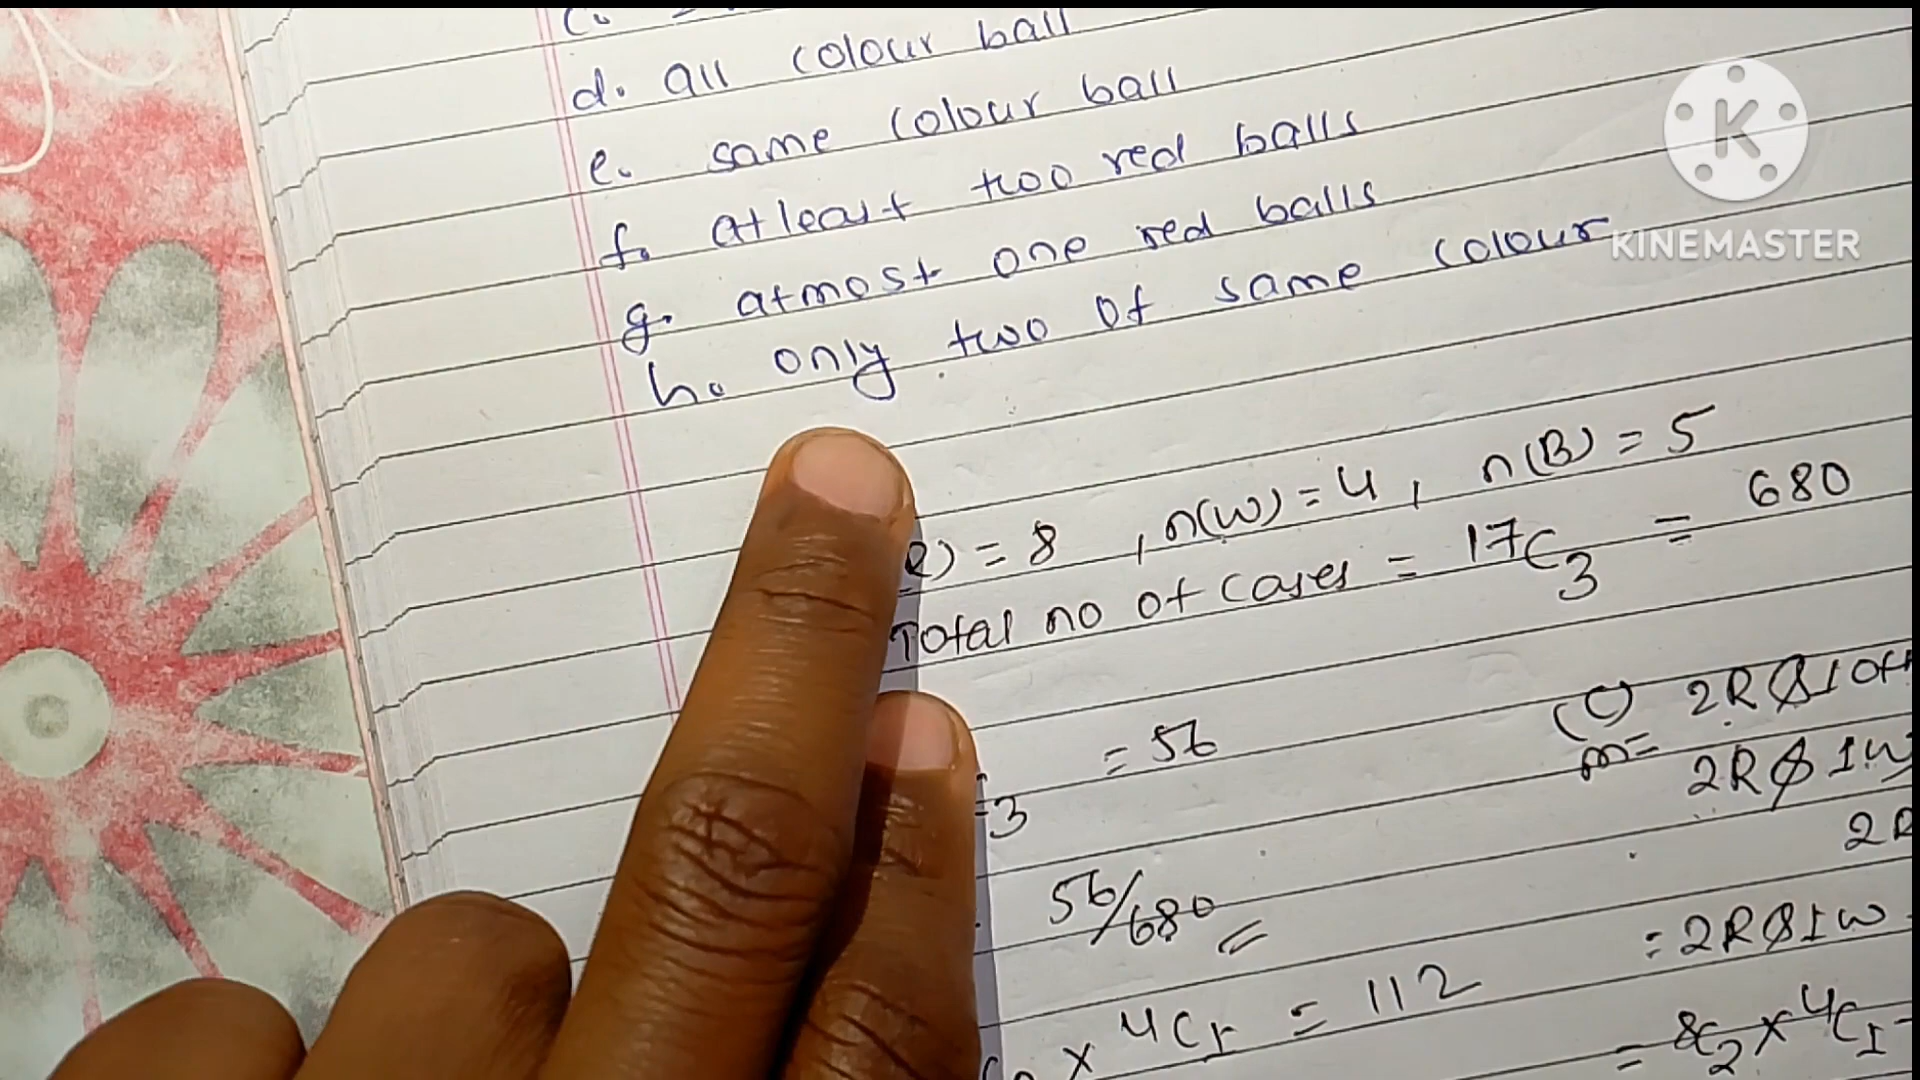 d. all colour ball
e. same colour ball
f. atleast two red balls
g. atmost one red balls
h. only two of same colour
KINEMASTER
R) = 8 , n(W) = 4 , n(B) = 5
Total no of cases = 17C3 = 680
= 56
3
56/680 =
x 4C1 = 112
(C) 2R & 1 Oth
m = 2R & 1W
2R
= 2R & 1W
= 8C2 x 4C1